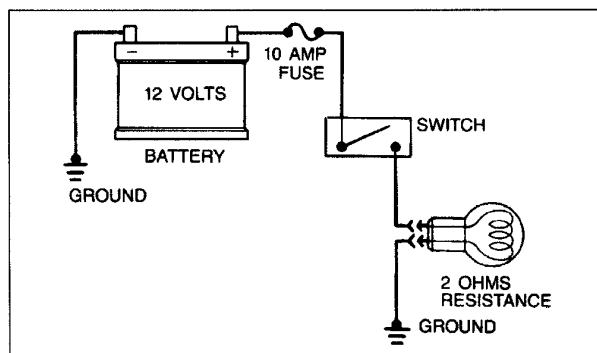 − +
10 AMP
FUSE
12 VOLTS
SWITCH
BATTERY
GROUND
2 OHMS
RESISTANCE
GROUND